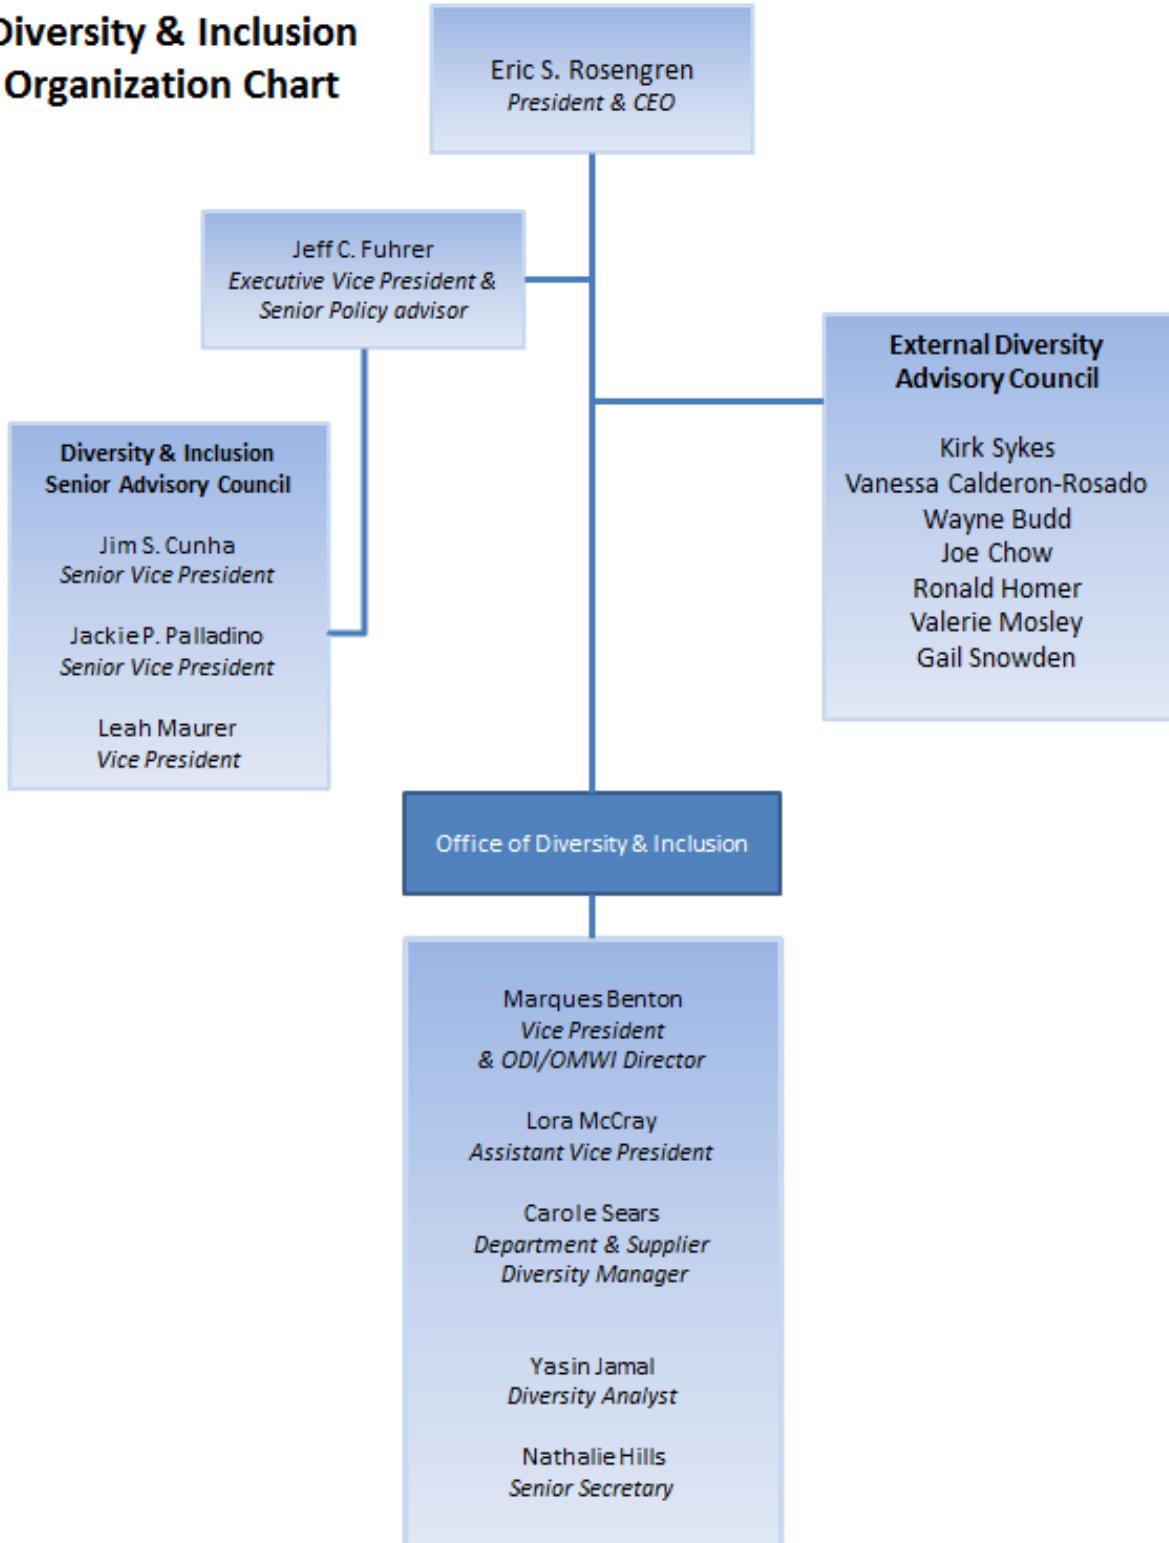 Diversity & Inclusion
Organization Chart
Eric S. Rosengren
President & CEO
Jeff C. Fuhrer
Executive Vice President &
Senior Policy advisor
External Diversity
Advisory Council
Kirk Sykes
Vanessa Calderon-Rosado
Wayne Budd
Joe Chow
Ronald Homer
Valerie Mosley
Gail Snowden
Diversity & Inclusion
Senior Advisory Council
Jim S. Cunha
Senior Vice President
Jackie P. Palladino
Senior Vice President
Leah Maurer
Vice President
Office of Diversity & Inclusion
Marques Benton
Vice President
& ODI/OMWI Director
Lora McCray
Assistant Vice President
Carole Sears
Department & Supplier
Diversity Manager
Yasin Jamal
Diversity Analyst
Nathalie Hills
Senior Secretary